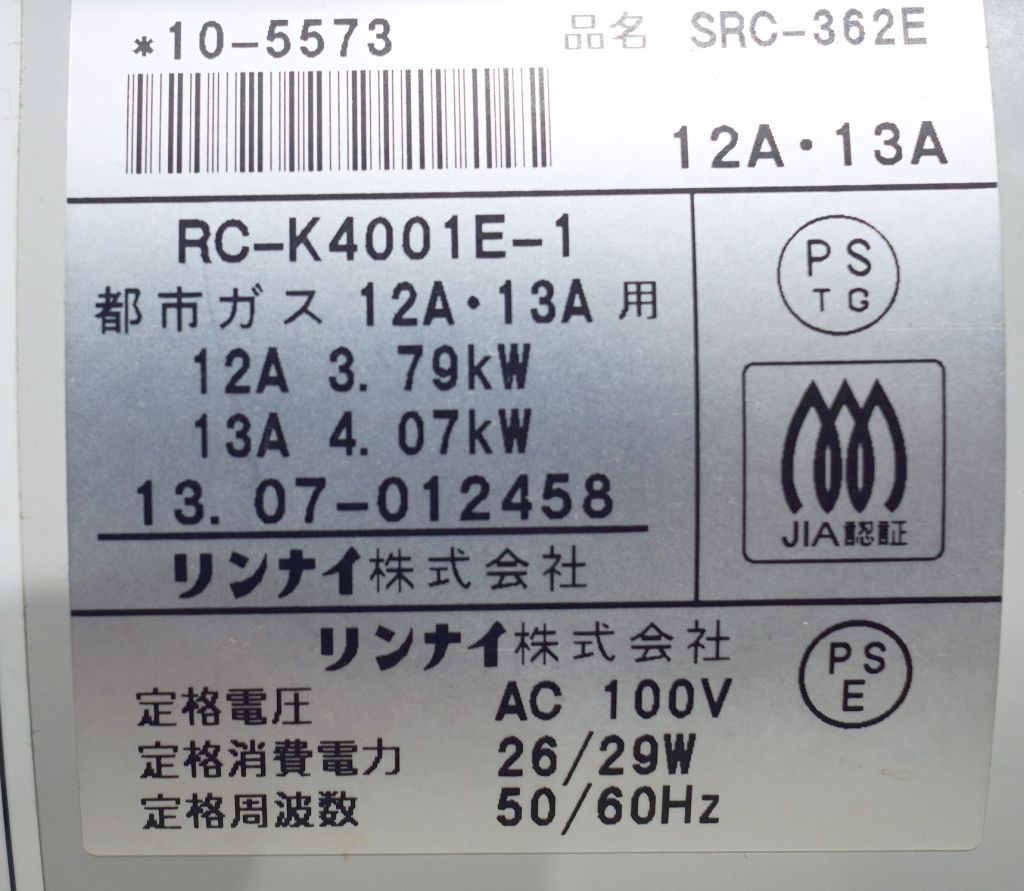 *10-5573 品名 SRC-362E
12A・13A
RC-K4001E-1
都市ガス 12A・13A 用
12A 3.79kW
13A 4.07kW
13.07-012458
リンナイ株式会社
PS
TG
JIA認証
リンナイ株式会社
PS
E
定格電圧 AC 100V
定格消費電力 26/29W
定格周波数 50/60Hz